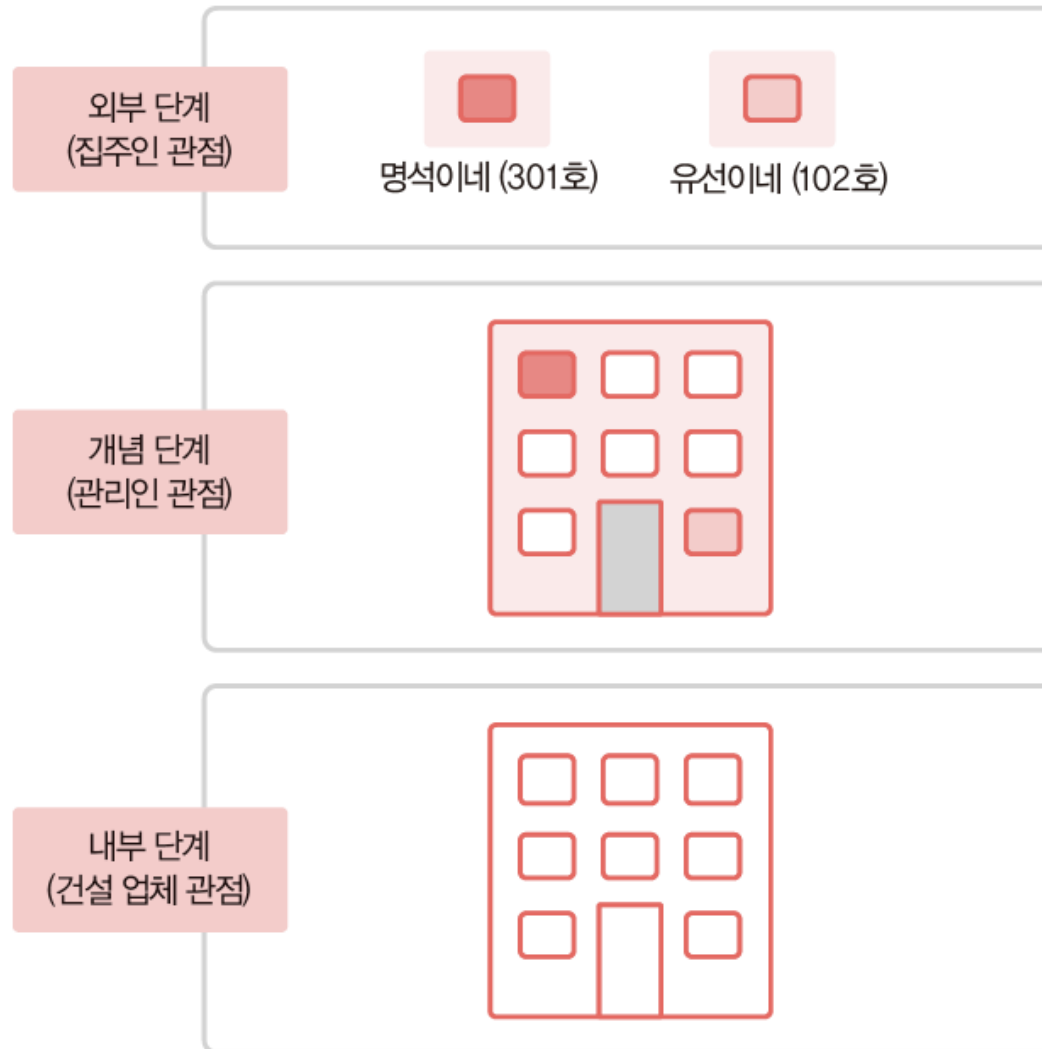 외부 단계
(집주인 관점)
명석이네 (301호)
유선이네 (102호)
개념 단계
(관리인 관점)
내부 단계
(건설 업체 관점)